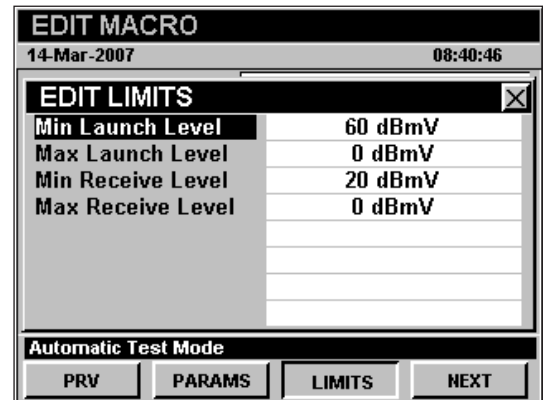 EDIT MACRO
14-Mar-2007 08:40:46
EDIT LIMITS
Min Launch Level 60 dBmV
Max Launch Level 0 dBmV
Min Receive Level 20 dBmV
Max Receive Level 0 dBmV
Automatic Test Mode
PRV PARAMS LIMITS NEXT